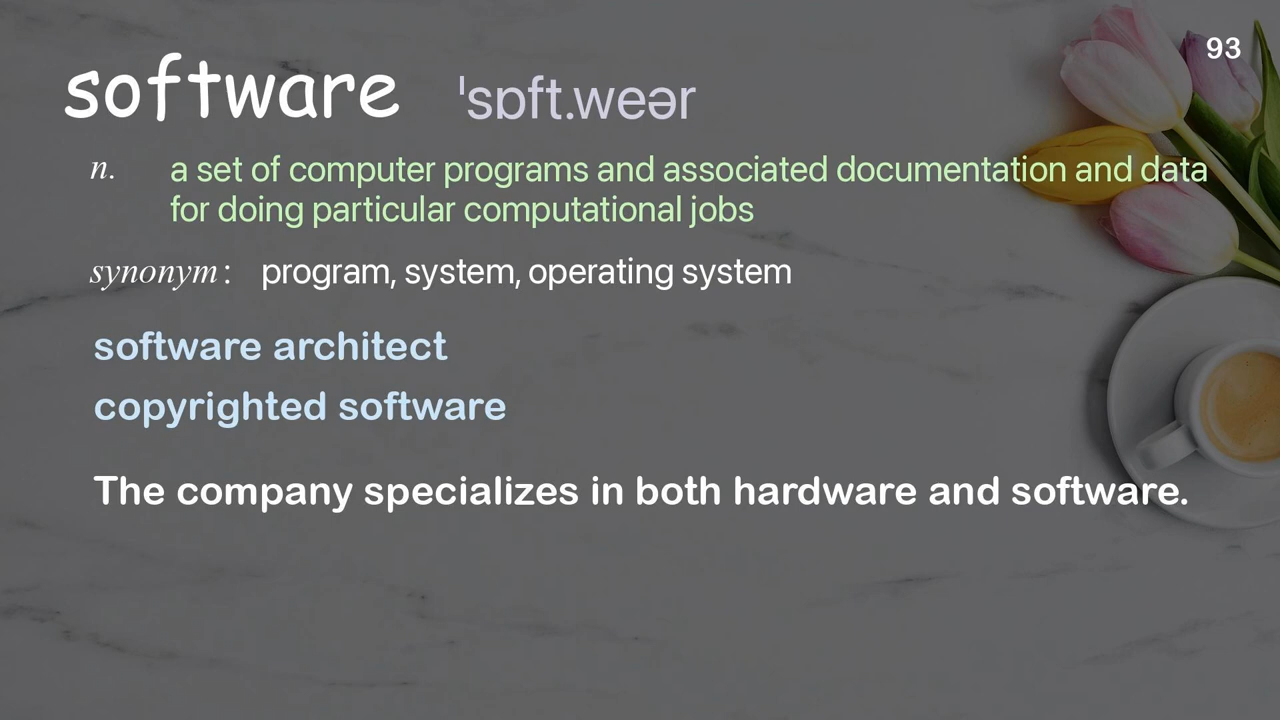 93
software ˈsɒft.weər
n. a set of computer programs and associated documentation and data
for doing particular computational jobs
synonym: program, system, operating system
software architect
copyrighted software
The company specializes in both hardware and software.